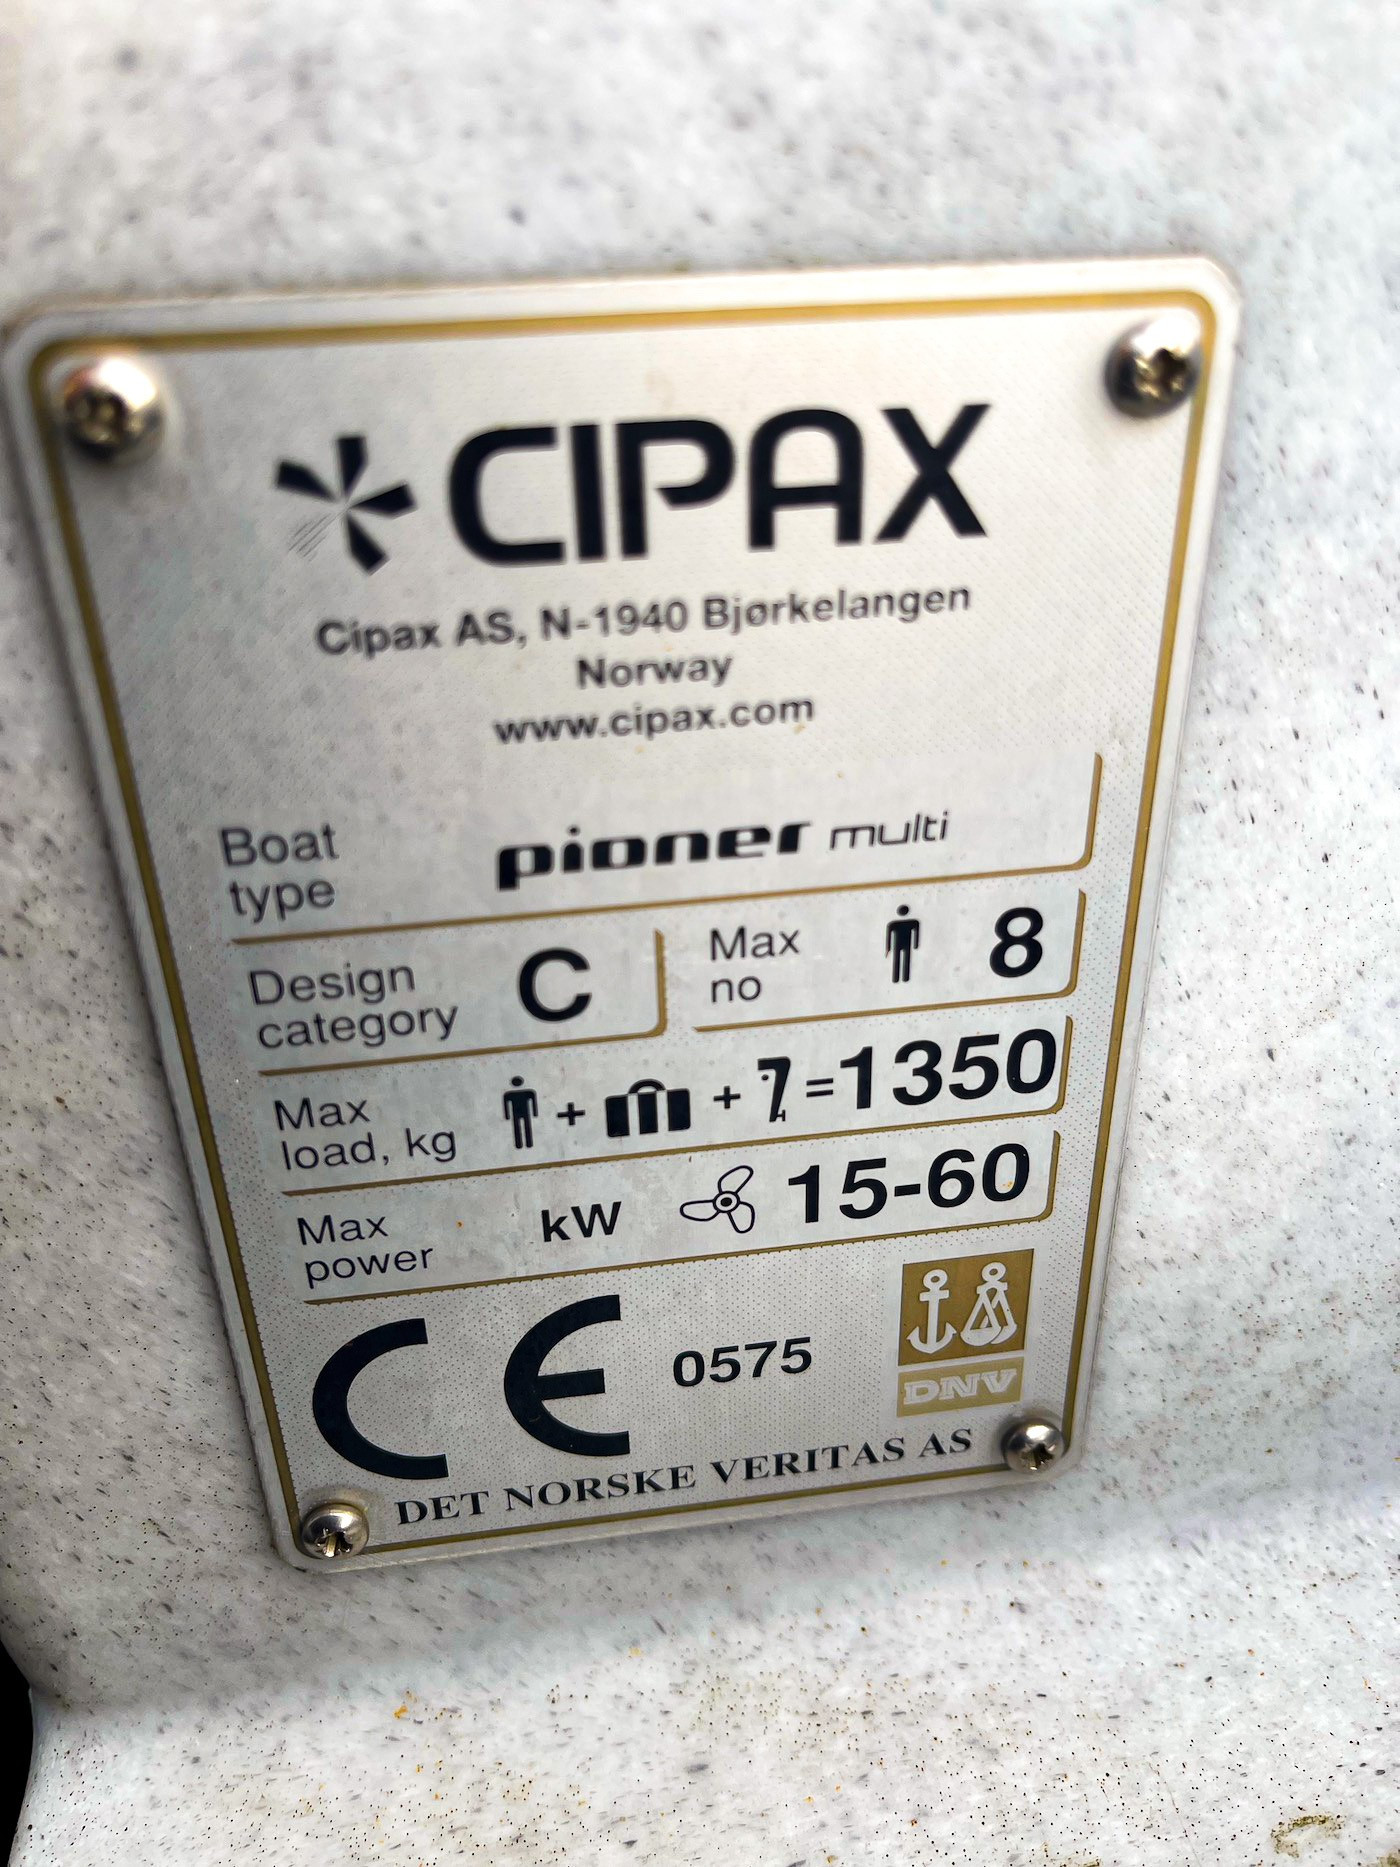 CIPAX
Cipax AS, N-1940 Bjørkelangen
Norway
www.cipax.com
Boat type pioner multi
Design category C Max no 8
Max load, kg + + =1350
Max power kW 15-60
CE 0575
DNV
DET NORSKE VERITAS AS